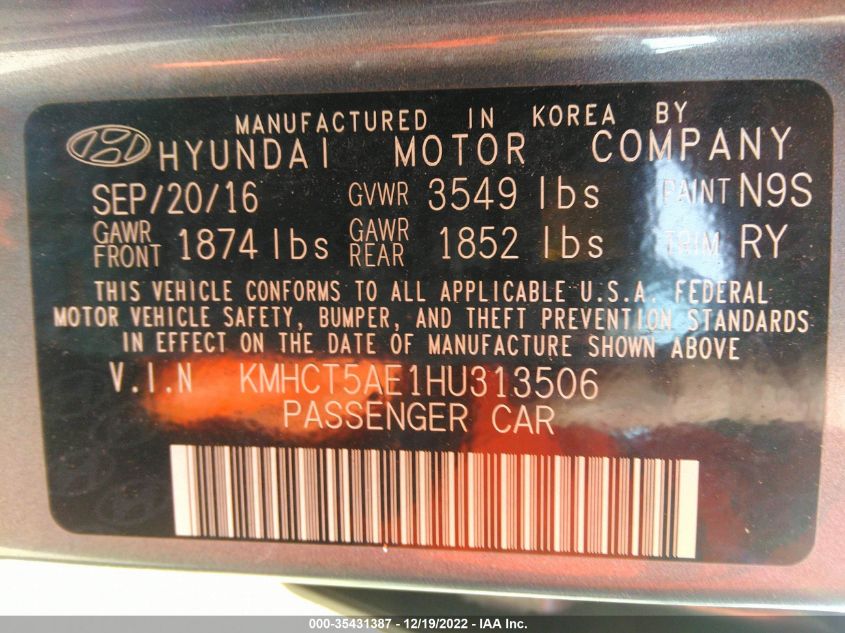 MANUFACTURED IN KOREA BY
HYUNDAI MOTOR COMPANY
SEP/20/16 GVWR 3549 lbs PAINT N9S
GAWR FRONT 1874 lbs GAWR REAR 1852 lbs TRIM RY
THIS VEHICLE CONFORMS TO ALL APPLICABLE U.S.A. FEDERAL
MOTOR VEHICLE SAFETY, BUMPER, AND THEFT PREVENTION STANDARDS
IN EFFECT ON THE DATE OF MANUFACTURE SHOWN ABOVE
V.I.N KMHCT5AE1HU313506
PASSENGER CAR
000-35431387 - 12/19/2022 - IAA Inc.